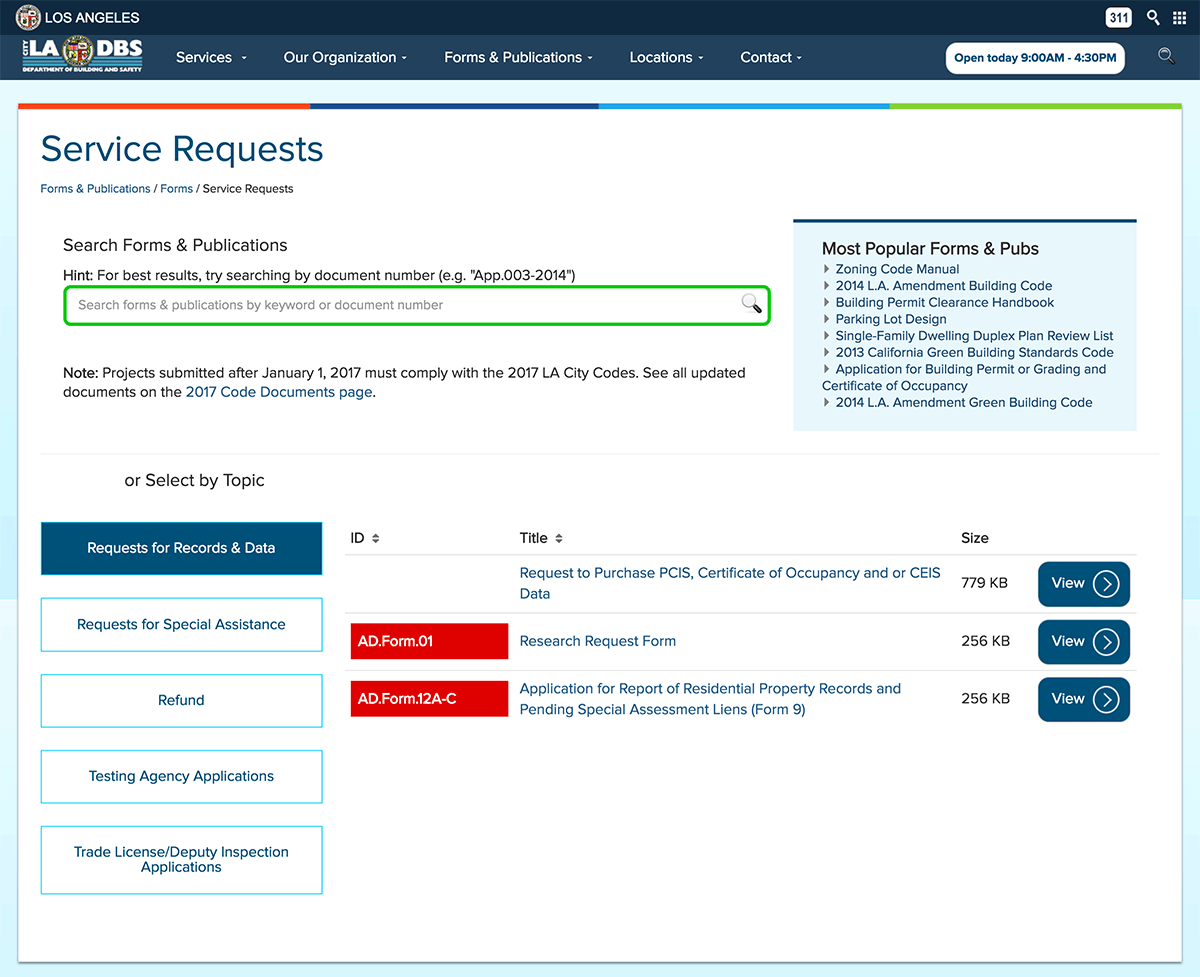 LOS ANGELES
311
CITY OF
LA DBS
DEPARTMENT OF BUILDING AND SAFETY
Services
Our Organization
Forms & Publications
Locations
Contact
Open today 9:00AM - 4:30PM
Service Requests
Forms & Publications / Forms / Service Requests
Search Forms & Publications
Hint: For best results, try searching by document number (e.g. "App.003-2014")
Search forms & publications by keyword or document number
Note: Projects submitted after January 1, 2017 must comply with the 2017 LA City Codes. See all updated
documents on the 2017 Code Documents page.
Most Popular Forms & Pubs
Zoning Code Manual
2014 L.A. Amendment Building Code
Building Permit Clearance Handbook
Parking Lot Design
Single-Family Dwelling Duplex Plan Review List
2013 California Green Building Standards Code
Application for Building Permit or Grading and
Certificate of Occupancy
2014 L.A. Amendment Green Building Code
or Select by Topic
Requests for Records & Data
Requests for Special Assistance
Refund
Testing Agency Applications
Trade License/Deputy Inspection
Applications
ID Title Size
Request to Purchase PCIS, Certificate of Occupancy and or CEIS
Data
779 KB View
AD.Form.01 Research Request Form 256 KB View
AD.Form.12A-C
Application for Report of Residential Property Records and
Pending Special Assessment Liens (Form 9)
256 KB View